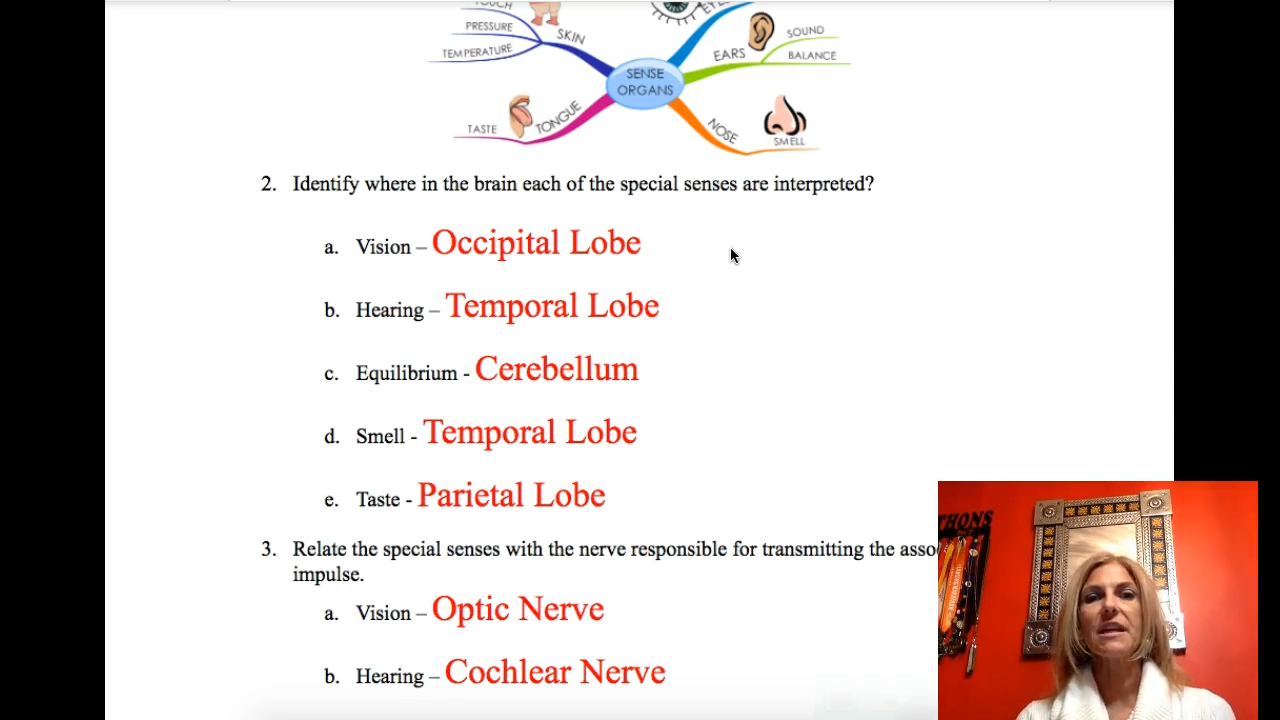 TOUCH
PRESSURE
TEMPERATURE
SKIN
SENSE
ORGANS
EARS
SOUND
BALANCE
TASTE
TONGUE
NOSE
SMELL
2. Identify where in the brain each of the special senses are interpreted?
a. Vision – Occipital Lobe
b. Hearing – Temporal Lobe
c. Equilibrium - Cerebellum
d. Smell - Temporal Lobe
e. Taste - Parietal Lobe
3. Relate the special senses with the nerve responsible for transmitting the
impulse.
a. Vision – Optic Nerve
b. Hearing – Cochlear Nerve